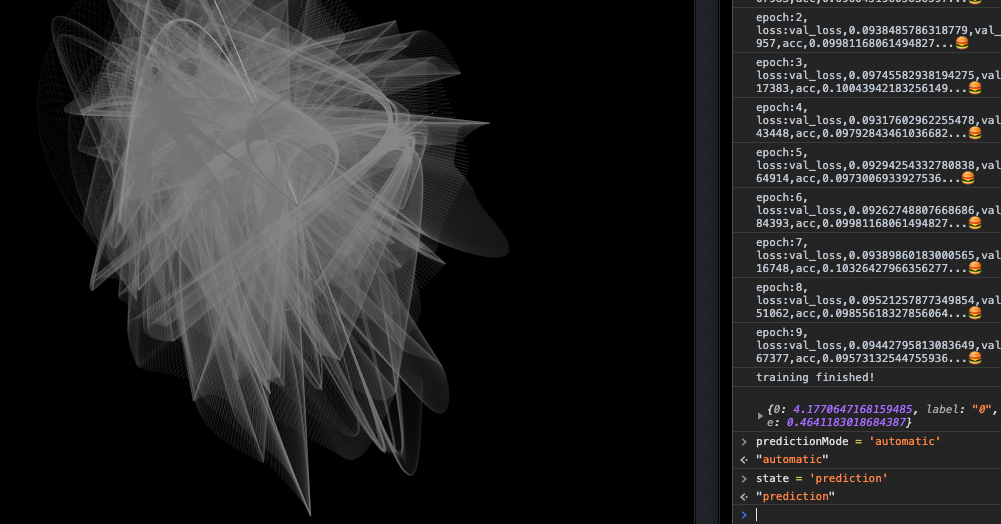 epoch:2,
loss:val_loss,0.0938485786318779,val_
957,acc,0.09981168061494827...🍔
epoch:3,
loss:val_loss,0.09745582938194275,val
17383,acc,0.10043942183256149...🍔
epoch:4,
loss:val_loss,0.09317602962255478,val
43448,acc,0.09792843461036682...🍔
epoch:5,
loss:val_loss,0.09294254332780838,val
64914,acc,0.0973006933927536...🍔
epoch:6,
loss:val_loss,0.09262748807668686,val
84393,acc,0.09981168061494827...🍔
epoch:7,
loss:val_loss,0.09389860183000565,val
16748,acc,0.10326427966356277...🍔
epoch:8,
loss:val_loss,0.09521257877349854,val
51062,acc,0.09855618327856064...🍔
epoch:9,
loss:val_loss,0.09442795813083649,val
67377,acc,0.09573132544755936...🍔
training finished!
{0: 4.1770647168159485, label: "0",
e: 0.4641183018684387}
predictionMode = 'automatic'
"automatic"
state = 'prediction'
"prediction"